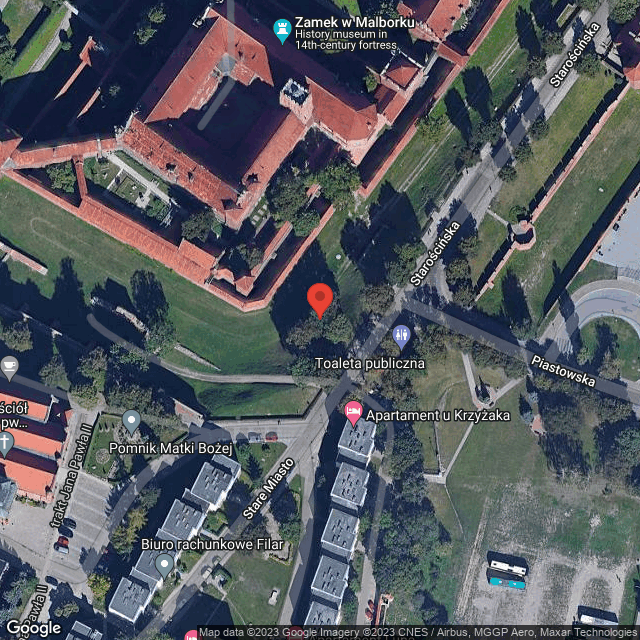 Zamek w Malborku
History museum in
14th-century fortress
Starościńska
Starościńska
Toaleta publiczna
Piastowska
Apartament u Krzyżaka
ściół
pw...
trakt Jana Pawła II
Pomnik Matki Bożej
Stare Miasto
Biuro rachunkowe Filar
Pawła II
Google
Map data ©2023 Google Imagery ©2023 CNES / Airbus, MGGP Aero, Maxar Technologies